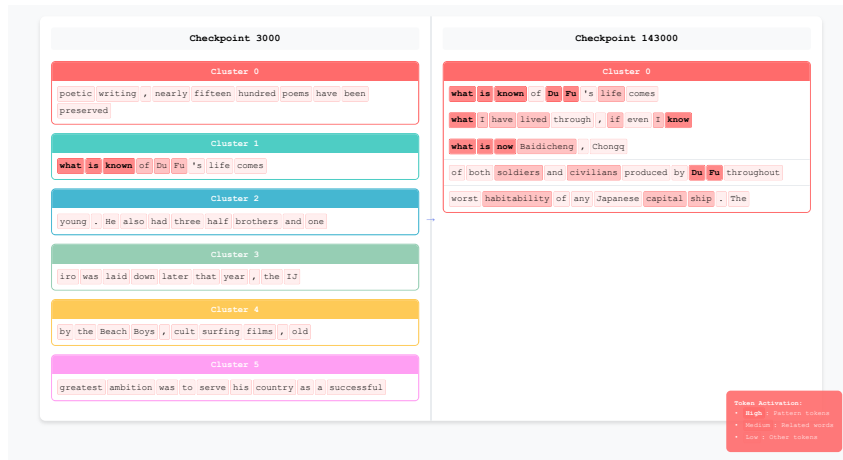 Checkpoint 3000
Cluster 0
poetic writing , nearly fifteen hundred poems have been
preserved
Cluster 1
what is known of Du Fu 's life comes
Cluster 2
young . He also had three half brothers and one
Cluster 3
iro was laid down later that year , the IJ
Cluster 4
by the Beach Boys , cult surfing films , old
Cluster 5
greatest ambition was to serve his country as a successful
→
Checkpoint 143000
Cluster 0
what is known of Du Fu 's life comes
what I have lived through , if even I know
what is now Baidicheng , Chongq
of both soldiers and civilians produced by Du Fu throughout
worst habitability of any Japanese capital ship . The
Token Activation:
• High : Pattern tokens
• Medium : Related words
• Low : Other tokens